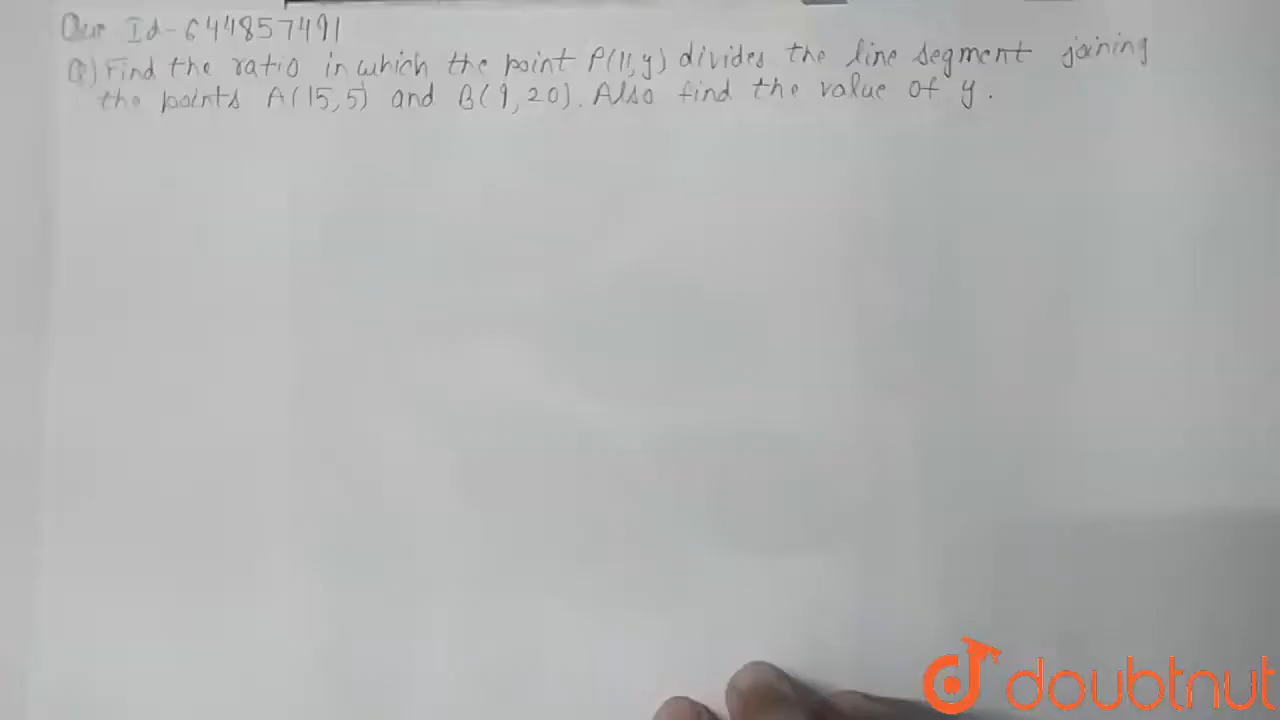 Que Id-644857491
Q) Find the ratio in which the point P(11,y) divides the line segment joining
the points A(15,5) and B(9,20). Also find the value of y.
doubtnut